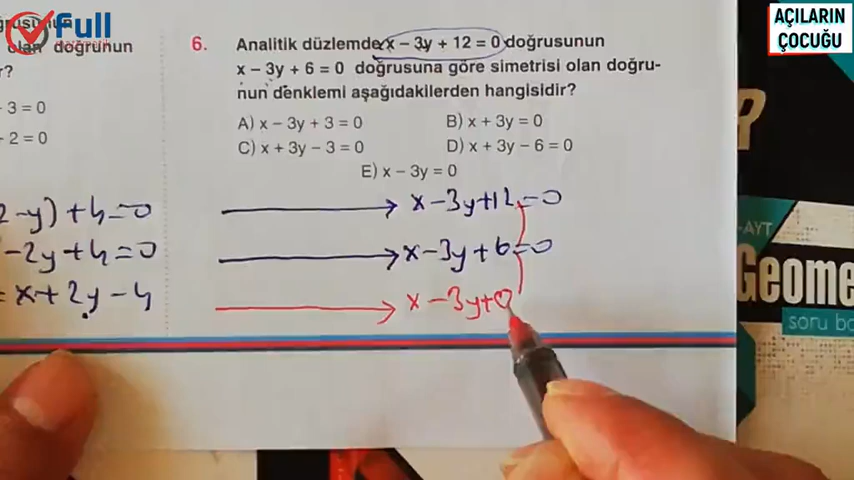 Full
AÇILARIN
ÇOCUĞU
olan doğrunun
r?
- 3 = 0
- 2 = 0
2-y) + 4 = 0
-2y + 4 = 0
= x + 2y - 4
6. Analitik düzlemde x – 3y + 12 = 0 doğrusunun
x – 3y + 6 = 0 doğrusuna göre simetrisi olan doğru-
nun denklemi aşağıdakilerden hangisidir?
A) x – 3y + 3 = 0 B) x + 3y = 0
C) x + 3y – 3 = 0 D) x + 3y – 6 = 0
E) x – 3y = 0
x - 3y + 12 = 0
x - 3y + 6 = 0
x - 3y + 0
-AYT
Geome
soru b